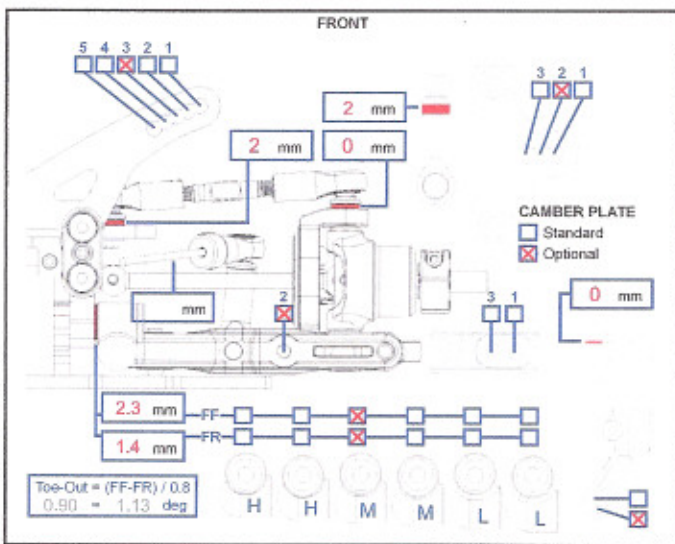 FRONT
5 4 3 2 1
3 2 1
2 mm
2 mm
0 mm
CAMBER PLATE
Standard
Optional
0 mm
mm
2
3 1
2.3 mm
FF
1.4 mm
FR
Toe-Out = (FF-FR) / 0.8
0.90 = 1.13 deg
H H M M L L